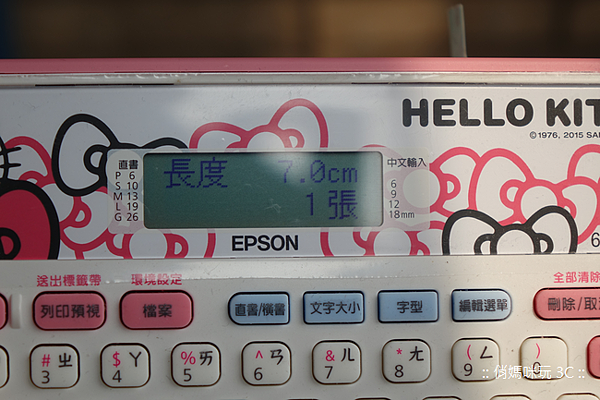 HELLO KIT
©1976, 2015 SAN
直書
P 6
S 10
M 13
L 19
G 26
長度 7.0cm
1 張
中文輸入
6
9
12
18mm
EPSON
6
送出標籤帶 環境設定 全部清除
列印預視 檔案 直書/橫書 文字大小 字型 編輯選單 刪除/取
# ㄓ 3
$ ㄚ 4
% ㄞ 5
^ ㄢ 6
& ㄦ 7
* ㄤ 8
( ㄥ 9
)
:: 俏媽咪玩 3C ::